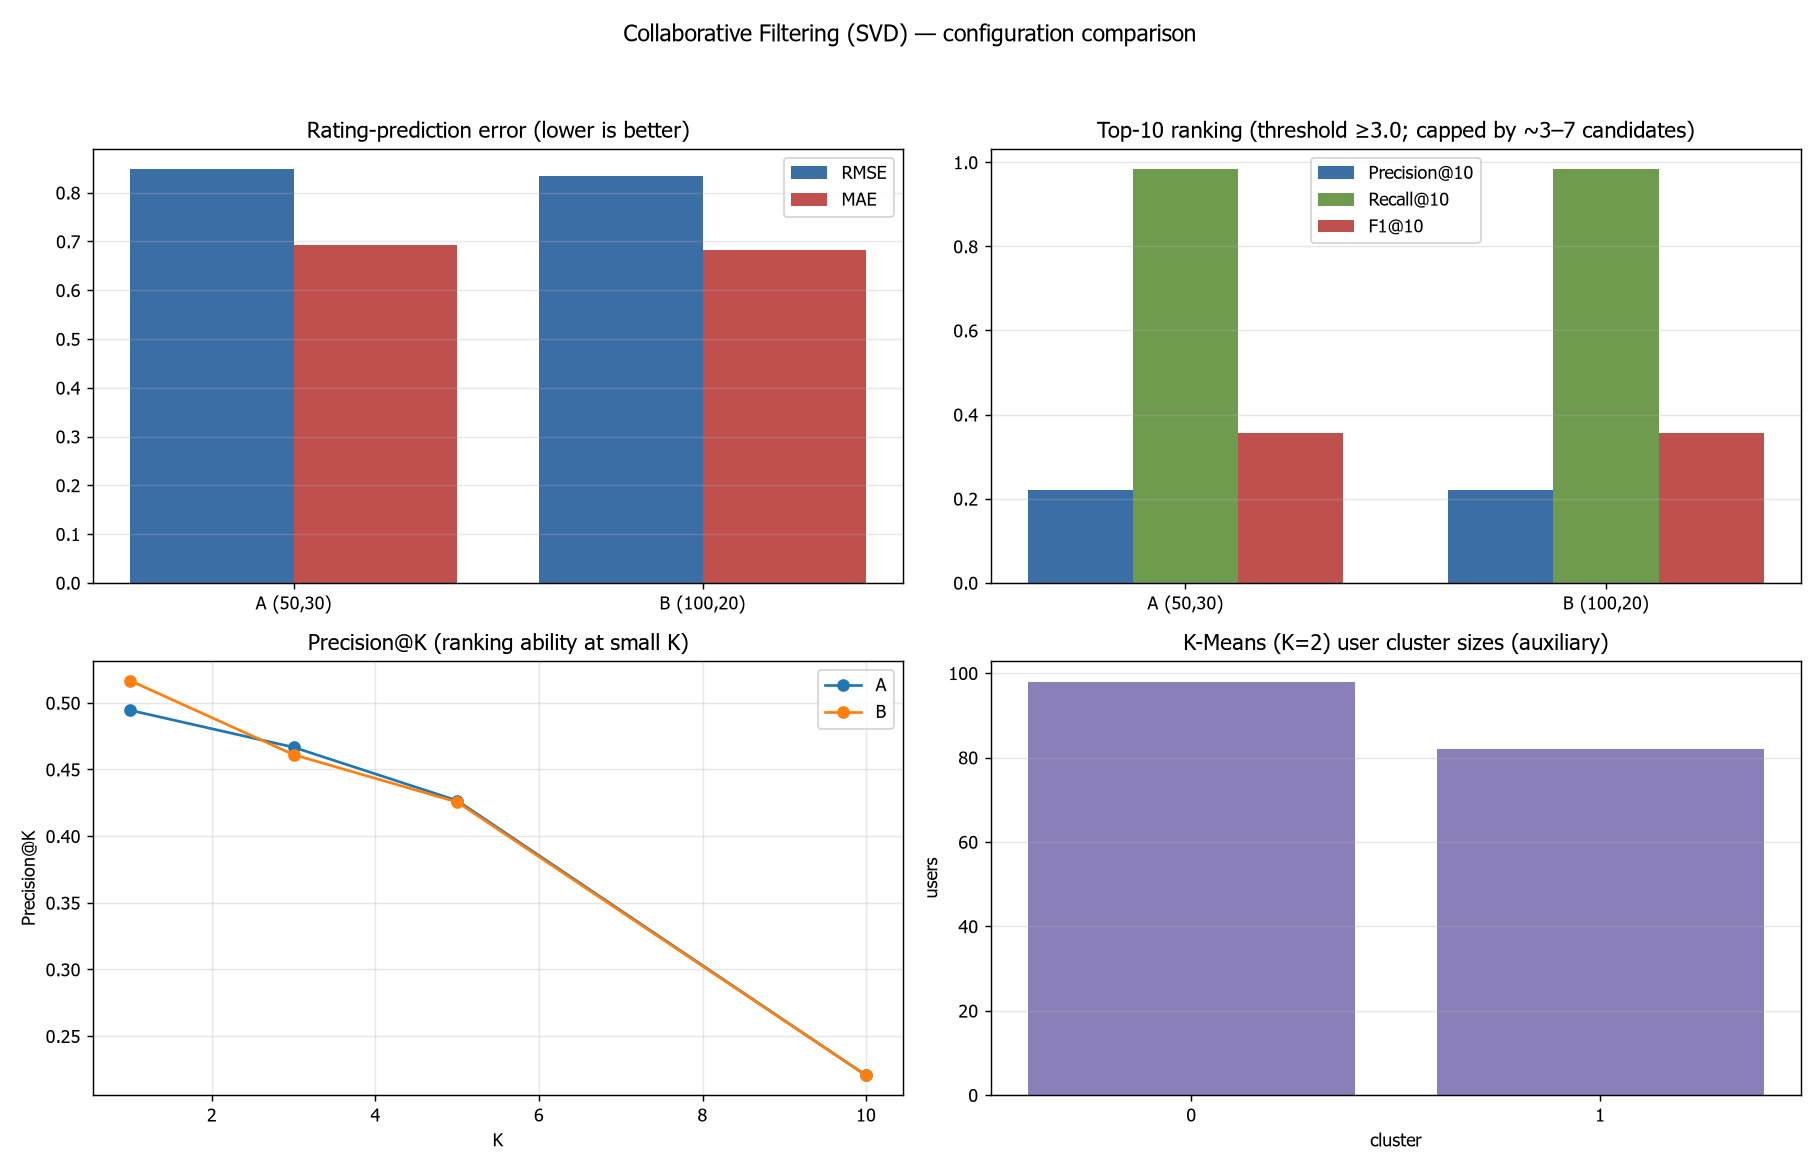 Collaborative Filtering (SVD) — configuration comparison
Rating-prediction error (lower is better)
RMSE
MAE
0.8
0.7
0.6
0.5
0.4
0.3
0.2
0.1
0.0
A (50,30)
B (100,20)
Top-10 ranking (threshold ≥3.0; capped by ~3–7 candidates)
Precision@10
Recall@10
F1@10
1.0
0.8
0.6
0.4
0.2
0.0
A (50,30)
B (100,20)
Precision@K (ranking ability at small K)
A
B
Precision@K
0.50
0.45
0.40
0.35
0.30
0.25
2
4
6
8
10
K
K-Means (K=2) user cluster sizes (auxiliary)
users
100
80
60
40
20
0
0
1
cluster